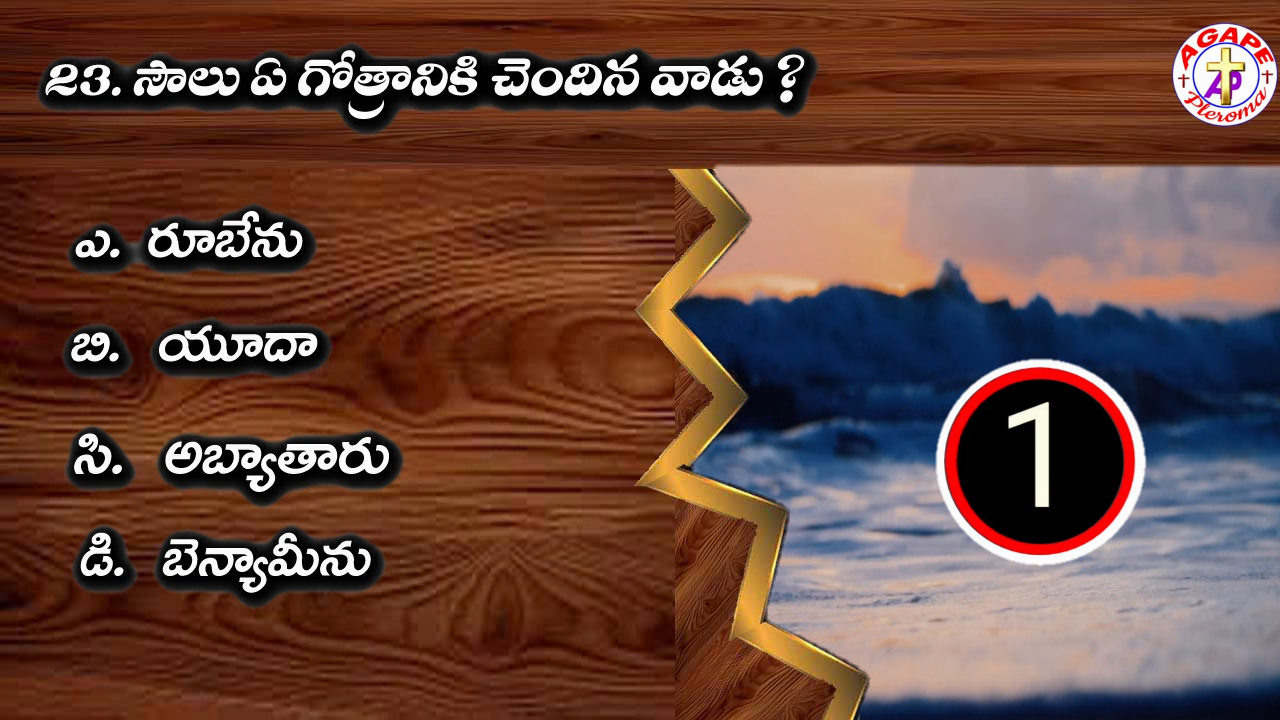 23. సౌలు ఏ గోత్రానికి చెందిన వాడు ?
AGAPE
AP
Pleroma
ఎ. రూబేను
బి. యూదా
సి. అబ్యాతారు
డి. బెన్యామీను
1